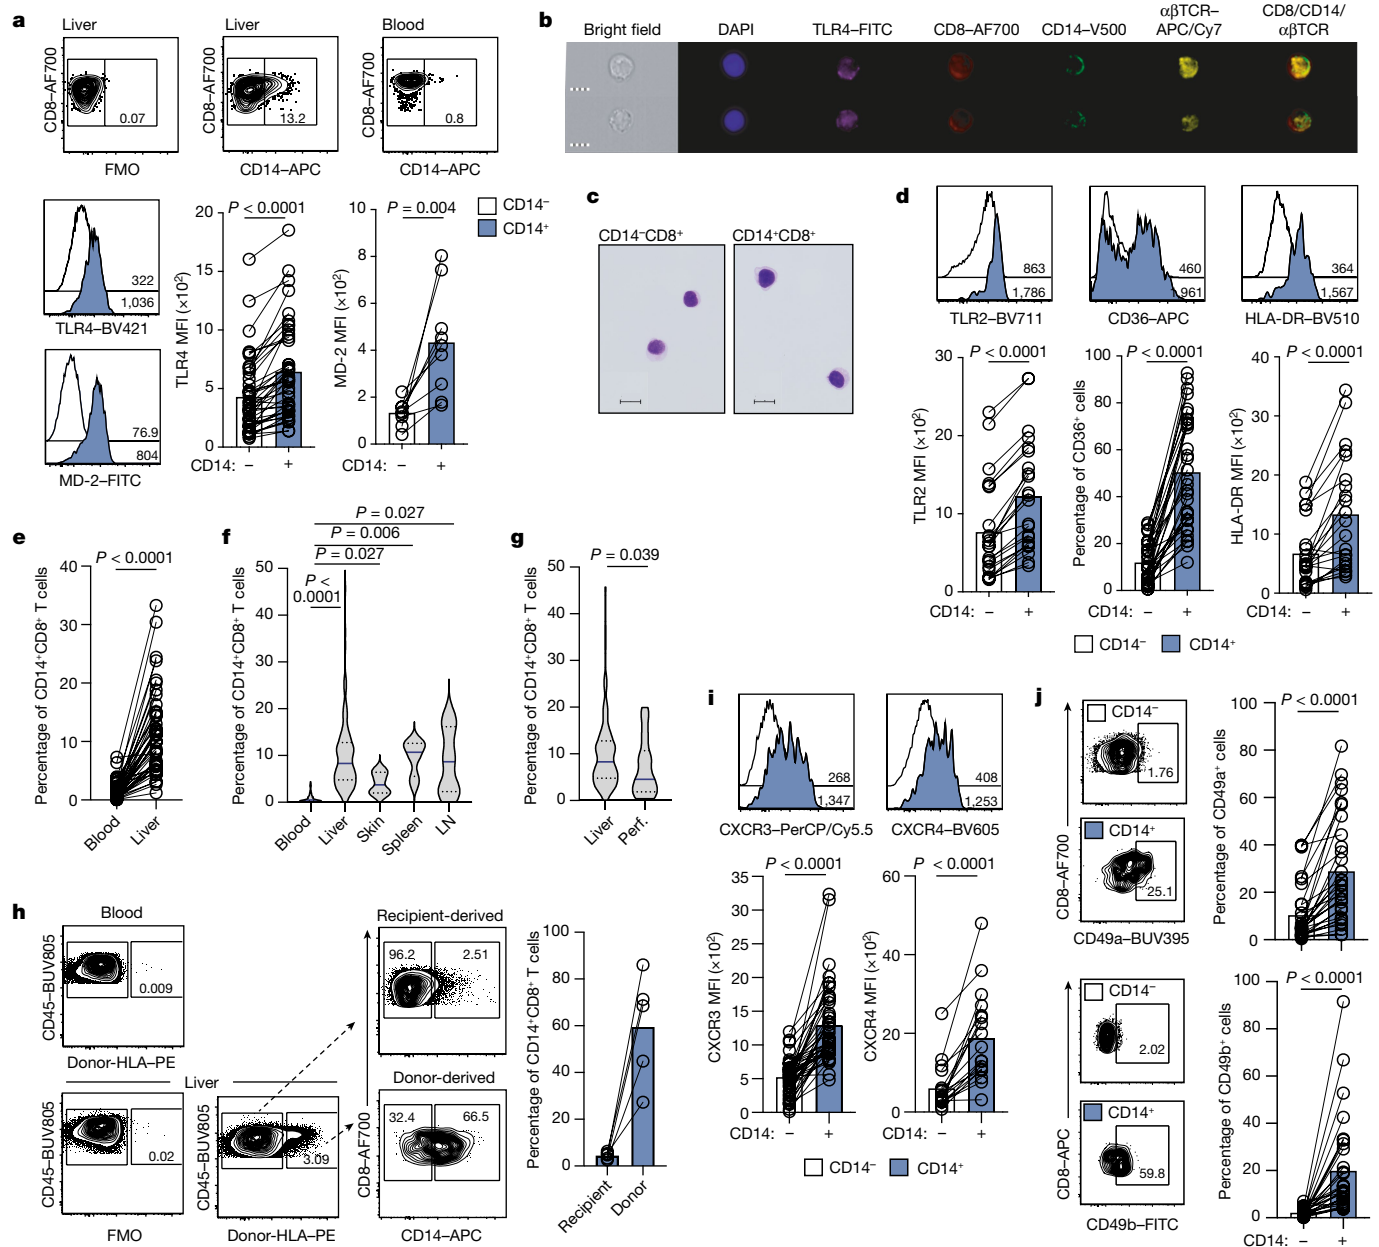 a
Liver
Liver
Blood
CD8–AF700
0.07
FMO
CD8–AF700
13.2
CD14–APC
CD8–AF700
0.8
CD14–APC
322
1,036
TLR4–BV421
76.9
804
MD-2–FITC
P < 0.0001
TLR4 MFI (×10²)
20
15
10
5
0
CD14: – +
P = 0.004
MD-2 MFI (×10²)
10
8
6
4
2
0
– +
CD14⁻
CD14⁺
b
Bright field
DAPI
TLR4–FITC
CD8–AF700
CD14–V500
αβTCR–
APC/Cy7
CD8/CD14/
αβTCR
c
CD14⁻CD8⁺
CD14⁺CD8⁺
d
863
1,786
TLR2–BV711
460
1,961
CD36–APC
364
1,567
HLA-DR–BV510
P < 0.0001
TLR2 MFI (×10²)
30
20
10
0
CD14: – +
P < 0.0001
Percentage of CD36⁺ cells
100
80
60
40
20
0
CD14: – +
P < 0.0001
HLA-DR MFI (×10²)
40
30
20
10
0
CD14: – +
CD14⁻
CD14⁺
e
P < 0.0001
Percentage of CD14⁺CD8⁺ T cells
40
30
20
10
0
Blood
Liver
f
P = 0.027
P = 0.006
P = 0.027
P <
0.0001
Percentage of CD14⁺CD8⁺ T cells
50
40
30
20
10
0
Blood
Liver
Skin
Spleen
LN
g
P = 0.039
Percentage of CD14⁺CD8⁺ T cells
50
40
30
20
10
0
Liver
Perf.
h
Blood
CD45–BUV805
0.009
Donor-HLA–PE
Liver
CD45–BUV805
0.02
FMO
CD45–BUV805
3.09
Donor-HLA–PE
Recipient-derived
96.2
2.51
Donor-derived
32.4
66.5
CD8–AF700
CD14–APC
Percentage of CD14⁺CD8⁺ T cells
100
80
60
40
20
0
Recipient
Donor
i
268
1,347
CXCR3–PerCP/Cy5.5
408
1,253
CXCR4–BV605
P < 0.0001
CXCR3 MFI (×10²)
35
30
25
20
15
10
5
0
CD14: – +
P < 0.0001
CXCR4 MFI (×10²)
60
40
20
0
CD14: – +
CD14⁻
CD14⁺
j
CD14⁻
1.76
CD14⁺
25.1
CD8–AF700
CD49a–BUV395
P < 0.0001
Percentage of CD49a⁺ cells
100
80
60
40
20
0
CD14⁻
2.02
CD14⁺
59.8
CD8–APC
CD49b–FITC
P < 0.0001
Percentage of CD49b⁺ cells
100
80
60
40
20
0
CD14: – +